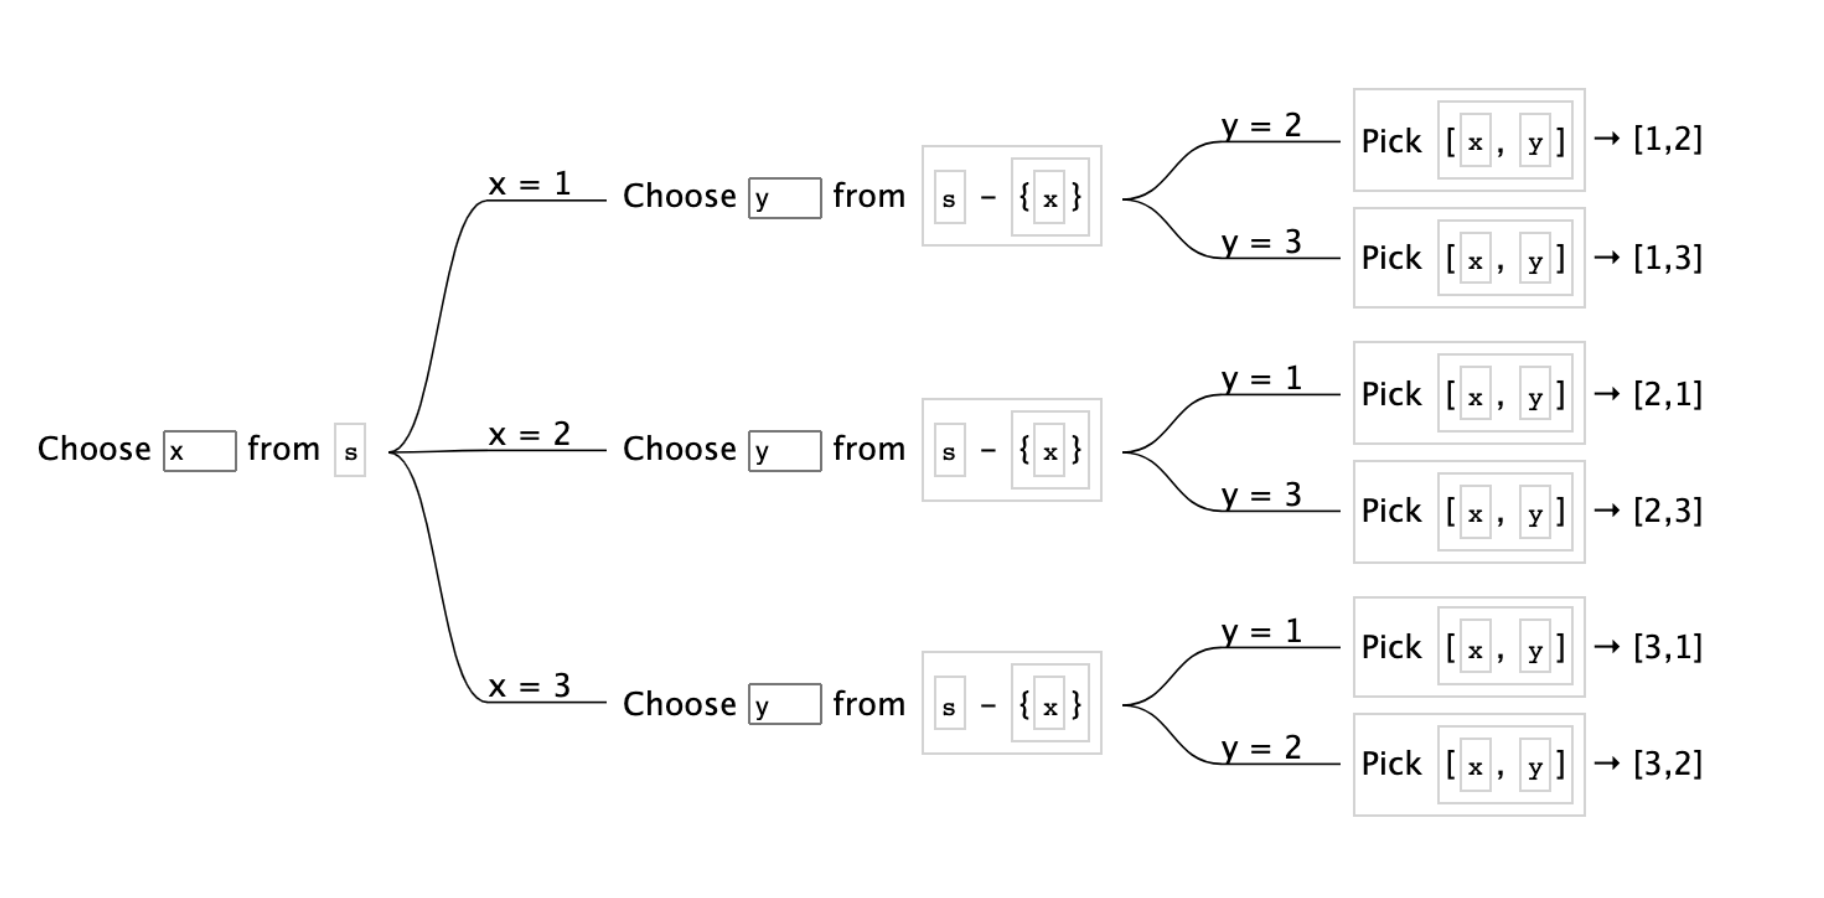 y = 2
Pick [ x , y ] → [1,2]
x = 1
Choose y from s - { x }
y = 3
Pick [ x , y ] → [1,3]
y = 1
Pick [ x , y ] → [2,1]
Choose x from s
x = 2
Choose y from s - { x }
y = 3
Pick [ x , y ] → [2,3]
y = 1
Pick [ x , y ] → [3,1]
x = 3
Choose y from s - { x }
y = 2
Pick [ x , y ] → [3,2]